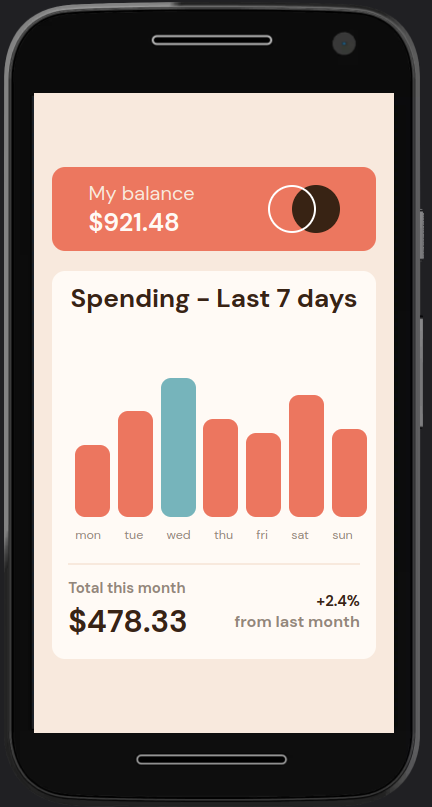 My balance
$921.48
Spending - Last 7 days
mon tue wed thu fri sat sun
Total this month
$478.33
+2.4%
from last month